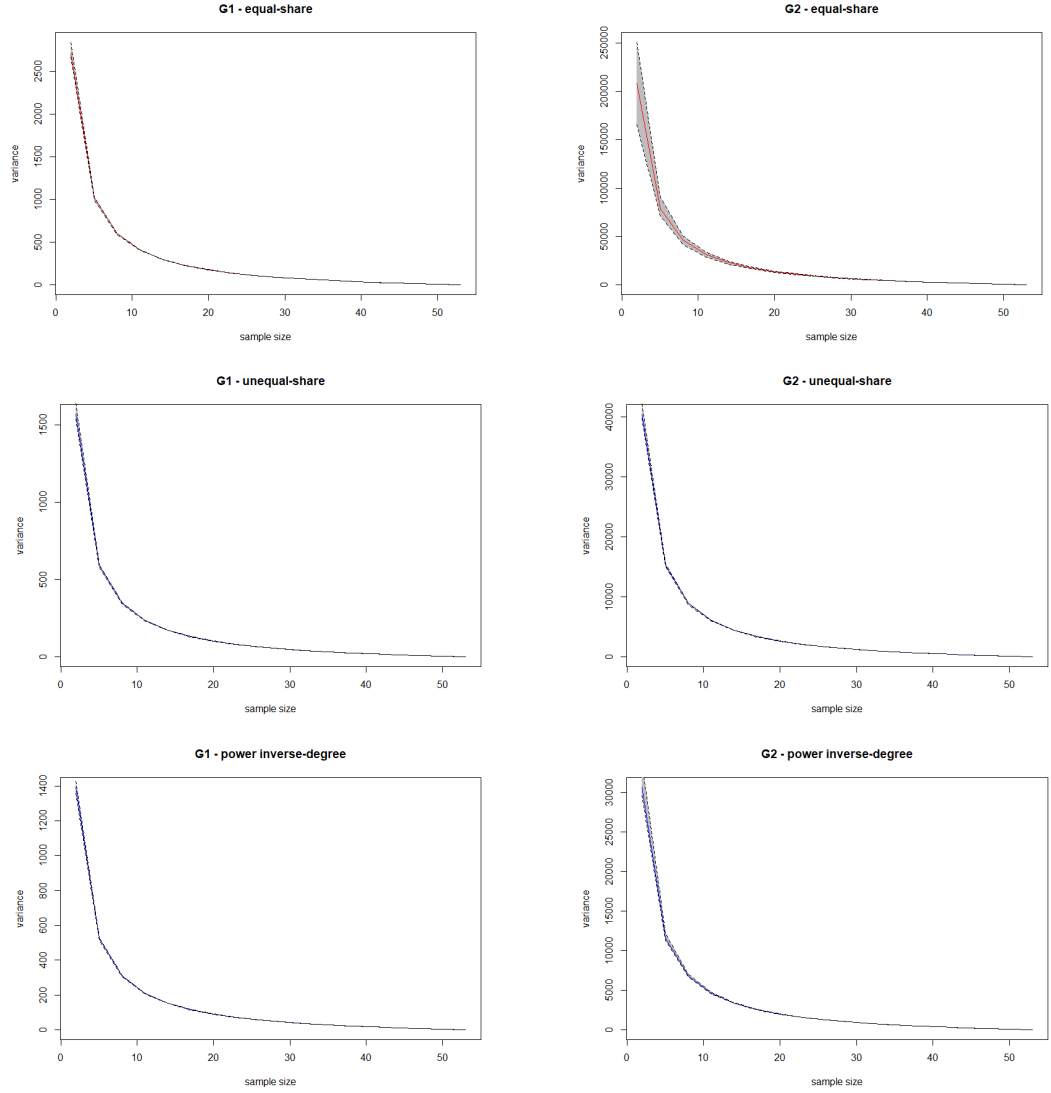 G1 - equal-share
variance
0 500 1000 1500 2000 2500
0 10 20 30 40 50
sample size
G2 - equal-share
variance
0 50000 100000 150000 200000 250000
0 10 20 30 40 50
sample size
G1 - unequal-share
variance
0 500 1000 1500
0 10 20 30 40 50
sample size
G2 - unequal-share
variance
0 10000 20000 30000 40000
0 10 20 30 40 50
sample size
G1 - power inverse-degree
variance
0 200 400 600 800 1000 1200 1400
0 10 20 30 40 50
sample size
G2 - power inverse-degree
variance
0 5000 10000 15000 20000 25000 30000
0 10 20 30 40 50
sample size